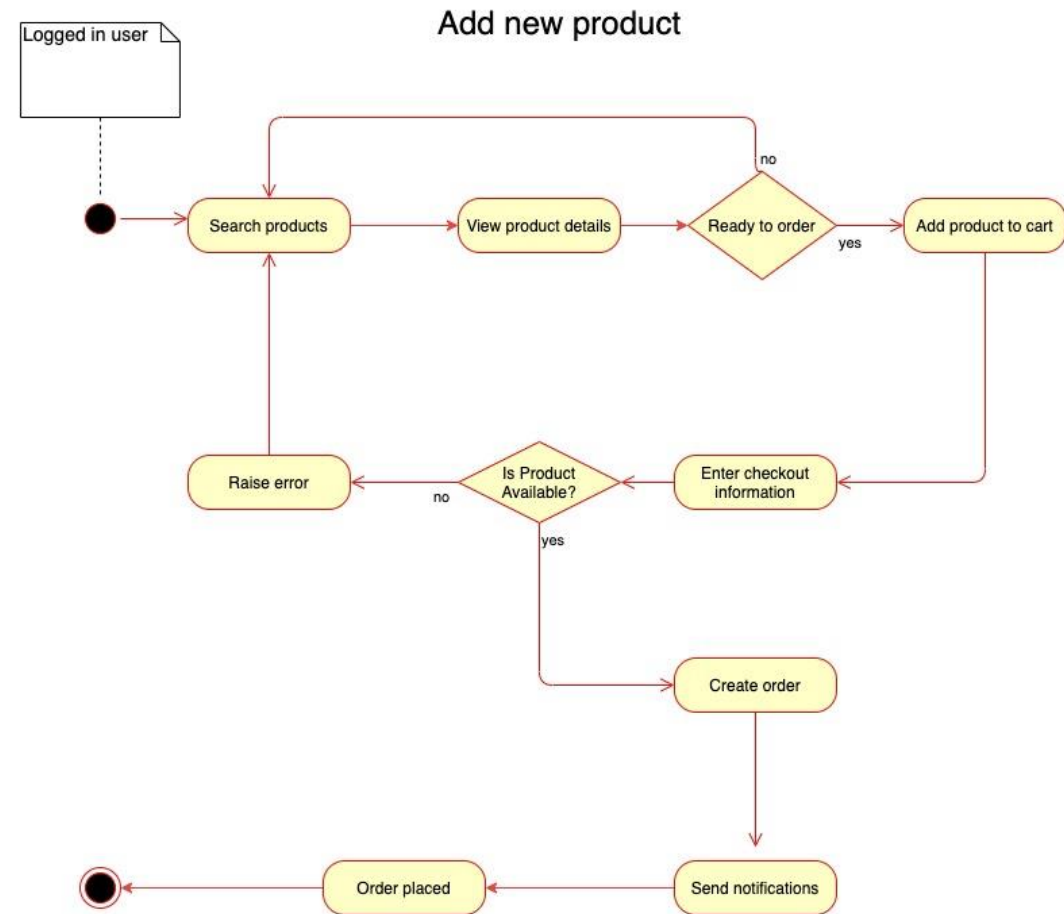 Add new product
Logged in user
no
Search products
View product details
Ready to order
yes
Add product to cart
Raise error
no
Is Product
Available?
yes
Enter checkout
information
Create order
Order placed
Send notifications